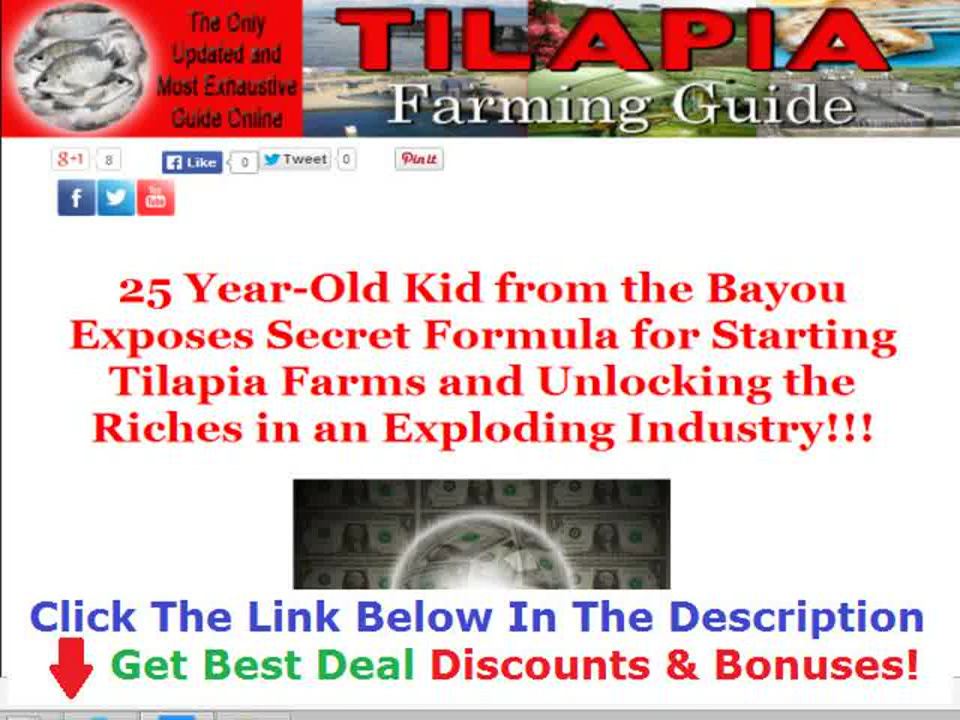 The Only
Updated and
Most Exhaustive
Guide Online
TILAPIA
Farming Guide
g+1 8 Like 0 Tweet 0 Pin it
f You Tube
25 Year-Old Kid from the Bayou
Exposes Secret Formula for Starting
Tilapia Farms and Unlocking the
Riches in an Exploding Industry!!!
Click The Link Below In The Description
Get Best Deal Discounts & Bonuses!